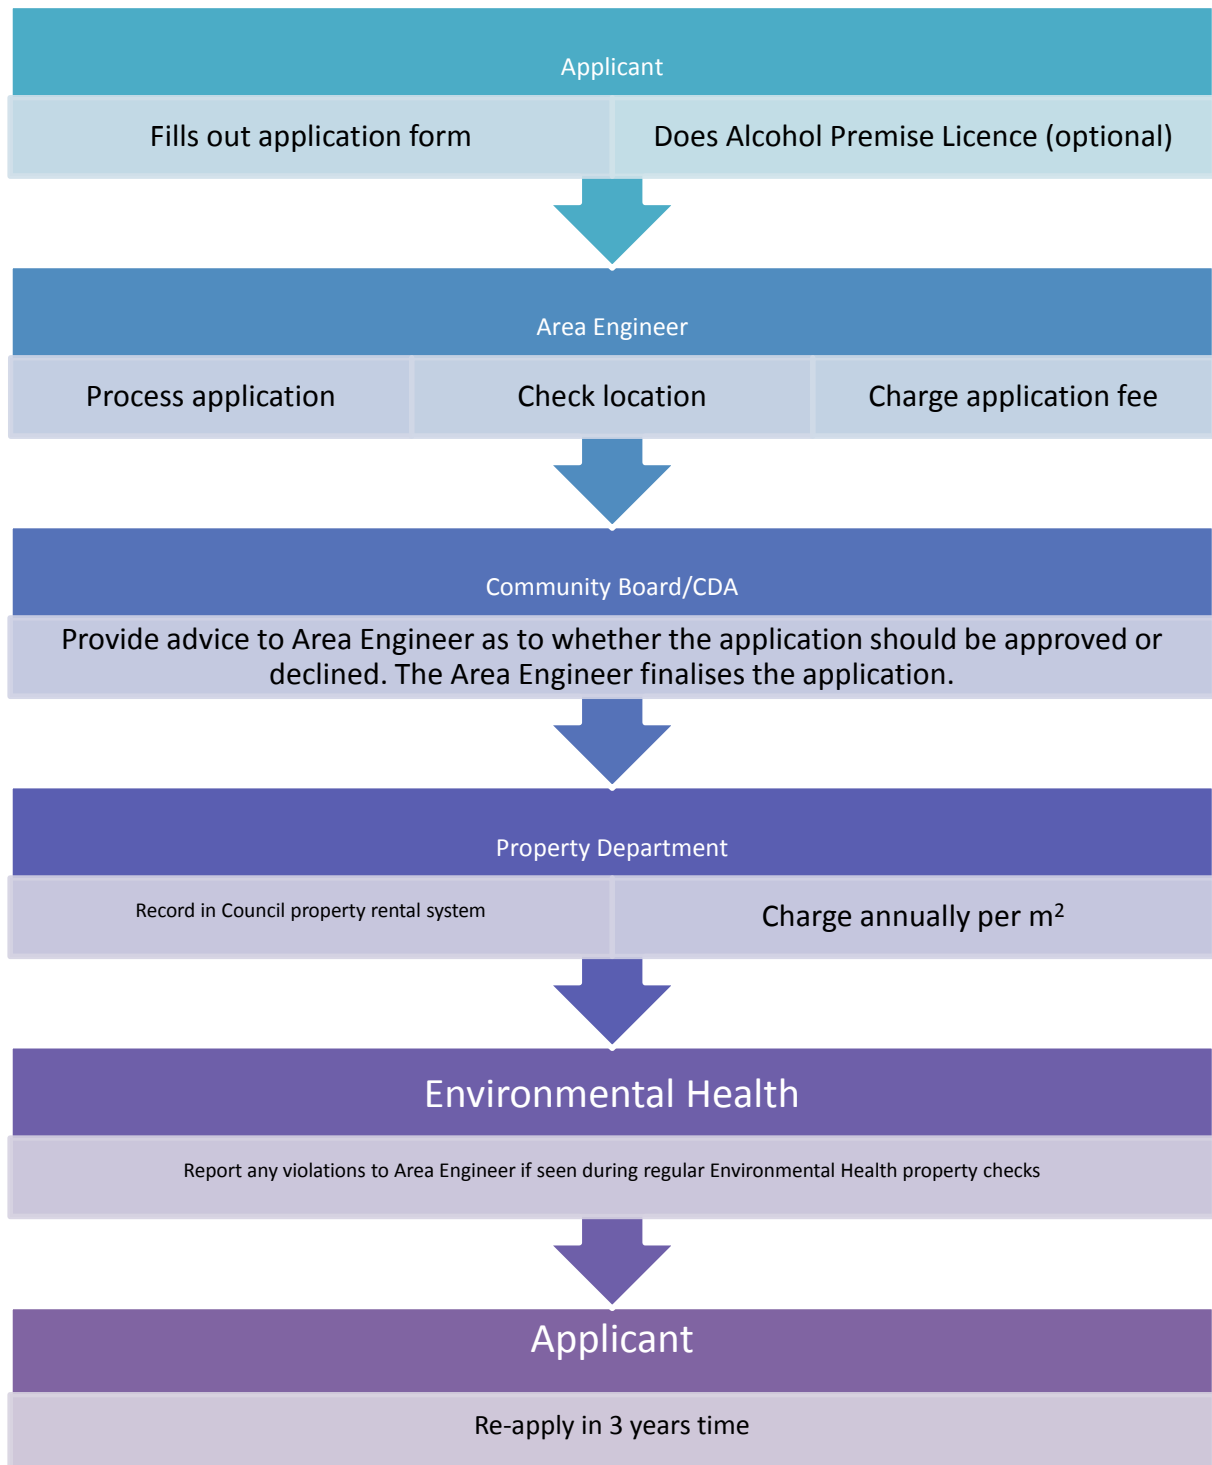 Applicant
Fills out application form
Does Alcohol Premise Licence (optional)
Area Engineer
Process application
Check location
Charge application fee
Community Board/CDA
Provide advice to Area Engineer as to whether the application should be approved or
declined. The Area Engineer finalises the application.
Property Department
Record in Council property rental system
Charge annually per m²
Environmental Health
Report any violations to Area Engineer if seen during regular Environmental Health property checks
Applicant
Re-apply in 3 years time